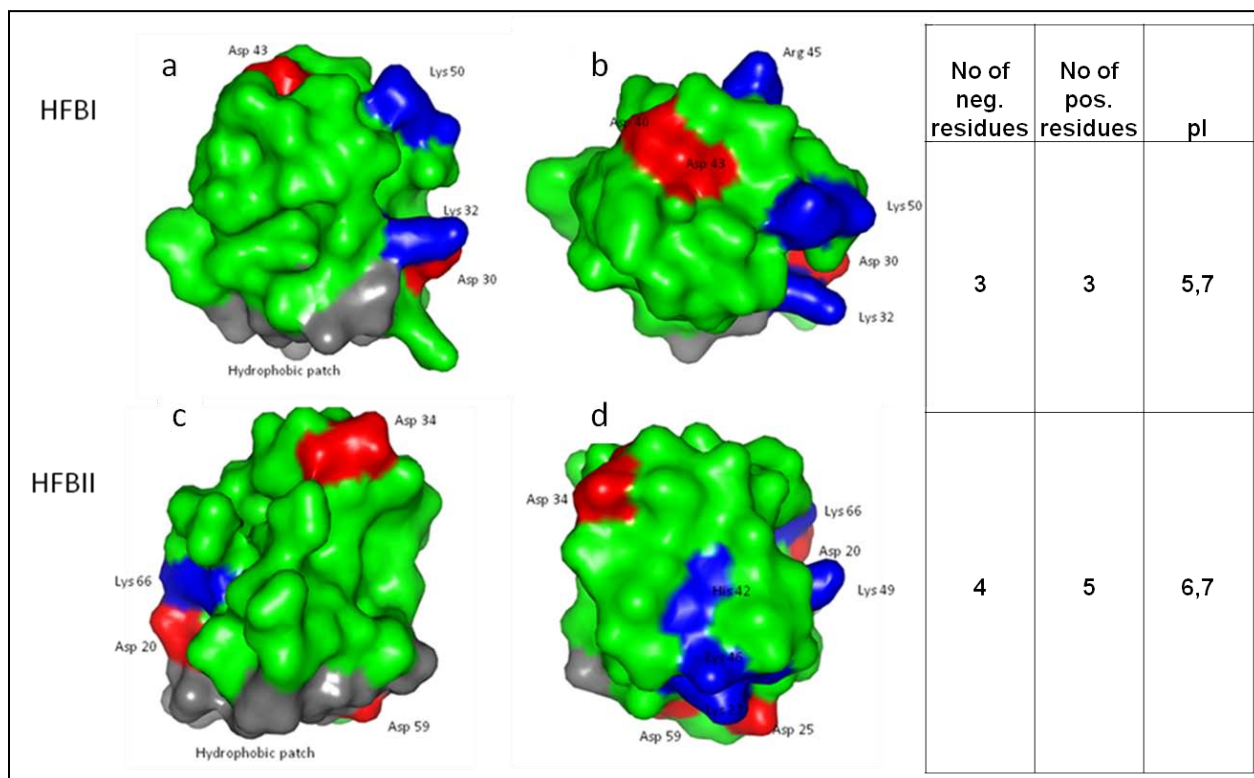 HFBI
a
Asp 43
Lys 50
Lys 32
Asp 30
Hydrophobic patch
b
Arg 45
Asp 40
Asp 43
Lys 50
Asp 30
Lys 32
No of
neg.
residues
No of
pos.
residues
pI
3
3
5,7
HFBII
c
Asp 34
Lys 66
Asp 20
Asp 59
Hydrophobic patch
d
Asp 34
Lys 66
Asp 20
Lys 49
His 42
Lys 46
Asp 59
Asp 25
4
5
6,7